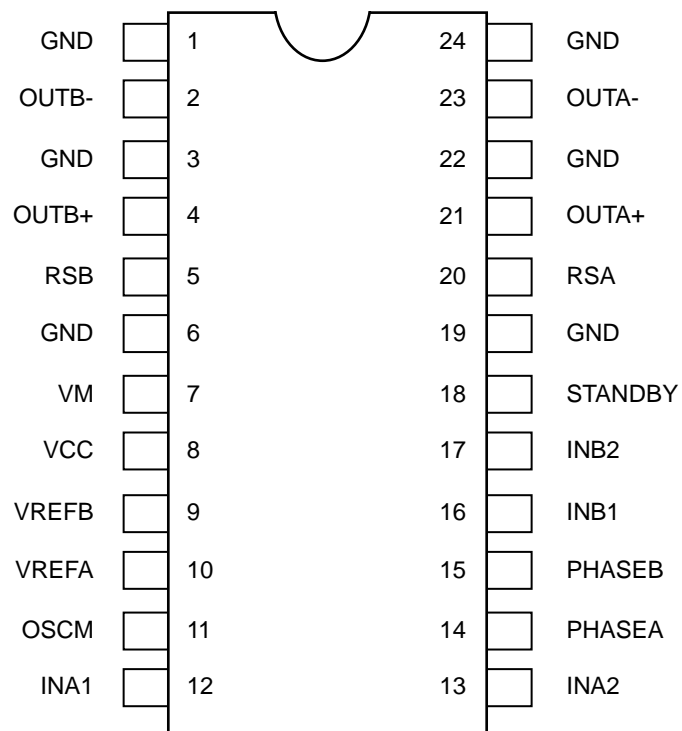 GND 1 24 GND
OUTB- 2 23 OUTA-
GND 3 22 GND
OUTB+ 4 21 OUTA+
RSB 5 20 RSA
GND 6 19 GND
VM 7 18 STANDBY
VCC 8 17 INB2
VREFB 9 16 INB1
VREFA 10 15 PHASEB
OSCM 11 14 PHASEA
INA1 12 13 INA2